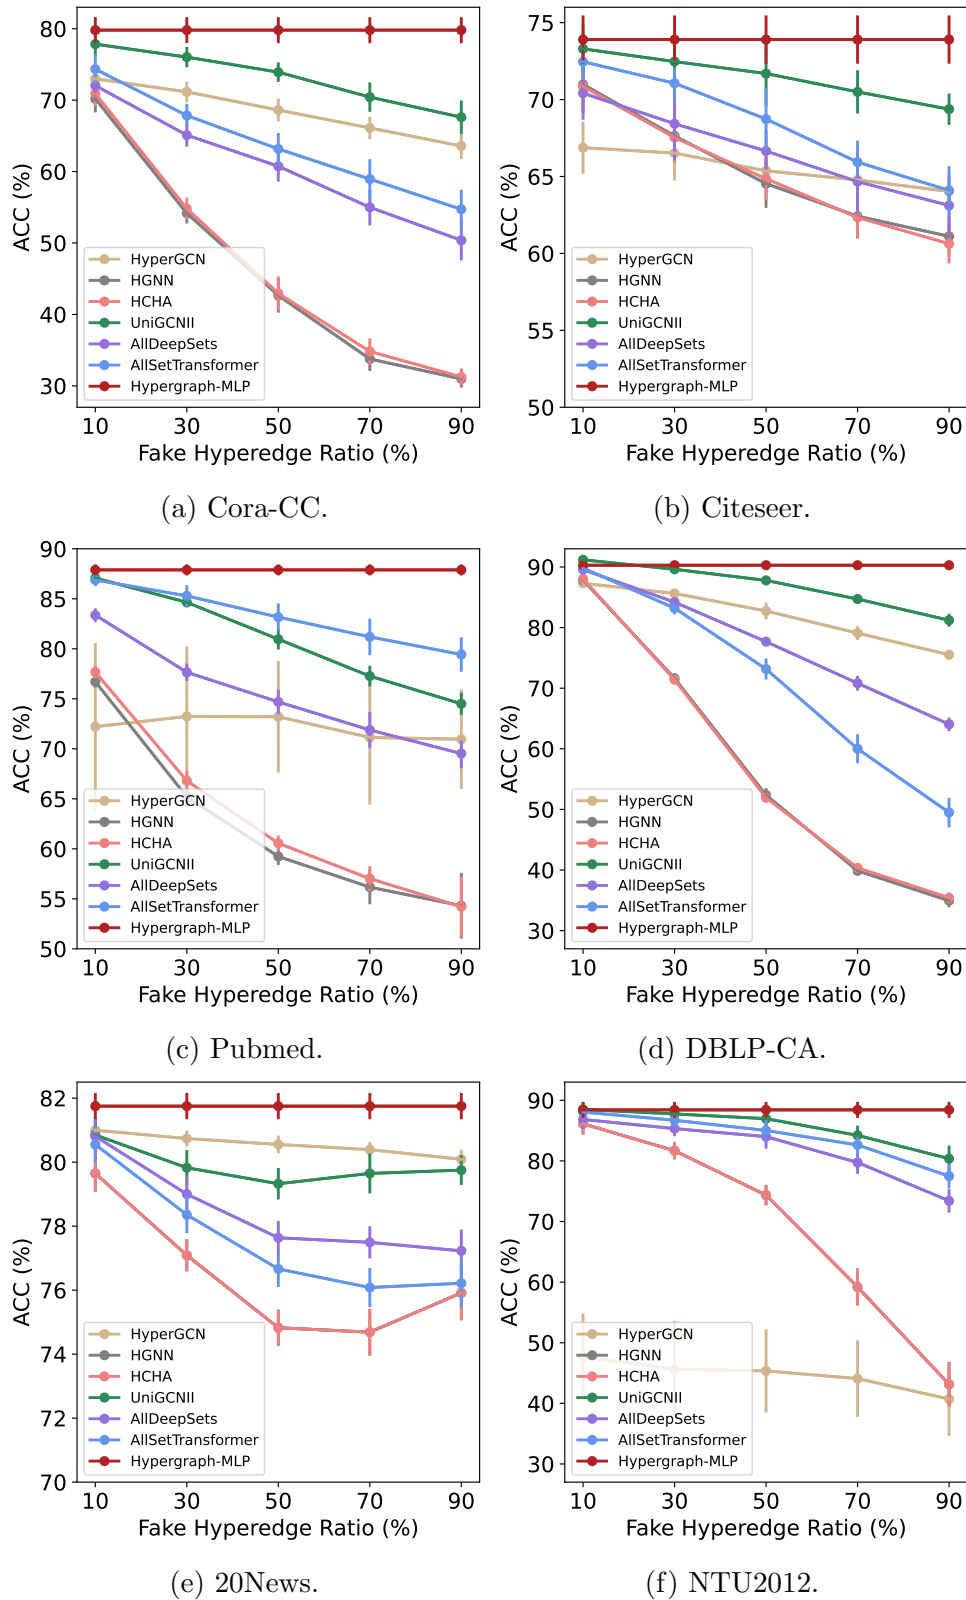 80
70
60
50
40
30
ACC (%)
HyperGCN
HGNN
HCHA
UniGCNII
AllDeepSets
AllSetTransformer
Hypergraph-MLP
10 30 50 70 90
Fake Hyperedge Ratio (%)
(a) Cora-CC.
75
70
65
60
55
50
ACC (%)
HyperGCN
HGNN
HCHA
UniGCNII
AllDeepSets
AllSetTransformer
Hypergraph-MLP
10 30 50 70 90
Fake Hyperedge Ratio (%)
(b) Citeseer.
90
85
80
75
70
65
60
55
50
ACC (%)
HyperGCN
HGNN
HCHA
UniGCNII
AllDeepSets
AllSetTransformer
Hypergraph-MLP
10 30 50 70 90
Fake Hyperedge Ratio (%)
(c) Pubmed.
90
80
70
60
50
40
30
ACC (%)
HyperGCN
HGNN
HCHA
UniGCNII
AllDeepSets
AllSetTransformer
Hypergraph-MLP
10 30 50 70 90
Fake Hyperedge Ratio (%)
(d) DBLP-CA.
82
80
78
76
74
72
70
ACC (%)
HyperGCN
HGNN
HCHA
UniGCNII
AllDeepSets
AllSetTransformer
Hypergraph-MLP
10 30 50 70 90
Fake Hyperedge Ratio (%)
(e) 20News.
90
80
70
60
50
40
30
ACC (%)
HyperGCN
HGNN
HCHA
UniGCNII
AllDeepSets
AllSetTransformer
Hypergraph-MLP
10 30 50 70 90
Fake Hyperedge Ratio (%)
(f) NTU2012.